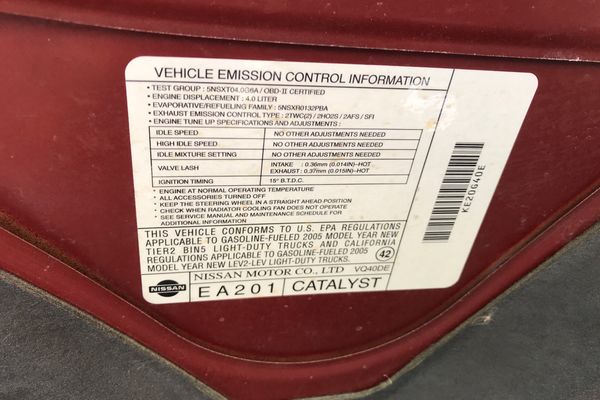 VEHICLE EMISSION CONTROL INFORMATION
• TEST GROUP : 5NSXT04.0G6A / OBD-II CERTIFIED
• ENGINE DISPLACEMENT : 4.0 LITER
• EVAPORATIVE/REFUELING FAMILY : 5NSXR0132PBA
• EXHAUST EMISSION CONTROL TYPE : 2TWC(2) / 2HO2S / 2AFS / SFI
• ENGINE TUNE UP SPECIFICATIONS AND ADJUSTMENTS :
IDLE SPEED NO OTHER ADJUSTMENTS NEEDED
HIGH IDLE SPEED NO OTHER ADJUSTMENTS NEEDED
IDLE MIXTURE SETTING NO OTHER ADJUSTMENTS NEEDED
VALVE LASH INTAKE : 0.36mm (0.014IN)-HOT
EXHAUST : 0.37mm (0.015IN)-HOT
IGNITION TIMING 15° B.T.D.C.
• ENGINE AT NORMAL OPERATING TEMPERATURE
• ALL ACCESSORIES TURNED OFF
• KEEP THE STEERING WHEEL IN A STRAIGHT AHEAD POSITION
• CHECK WHEN RADIATOR COOLING FAN DOES NOT OPERATE
• SEE SERVICE MANUAL AND MAINTENANCE SCHEDULE FOR
ADDITIONAL INFORMATION
THIS VEHICLE CONFORMS TO U.S. EPA REGULATIONS
APPLICABLE TO GASOLINE-FUELED 2005 MODEL YEAR NEW
TIER2 BIN5 LIGHT-DUTY TRUCKS AND CALIFORNIA
REGULATIONS APPLICABLE TO GASOLINE-FUELED 2005
MODEL YEAR NEW LEV2-LEV LIGHT-DUTY TRUCKS.
42
NISSAN MOTOR CO., LTD VQ40DE
NISSAN
EA201 CATALYST
KE20G40E